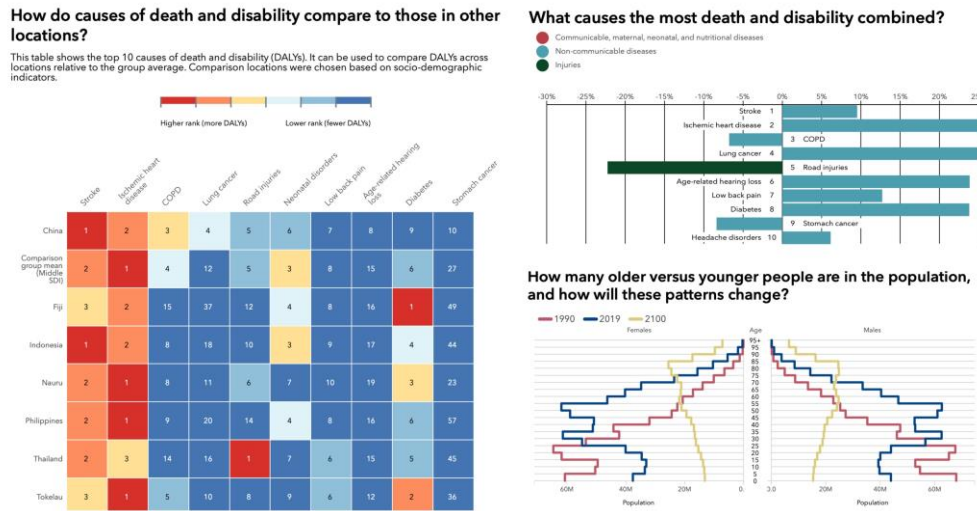 How do causes of death and disability compare to those in other
locations?
This table shows the top 10 causes of death and disability (DALYs). It can be used to compare DALYs across
locations relative to the group average. Comparison locations were chosen based on socio-demographic
indicators.
Higher rank (more DALYs) Lower rank (fewer DALYs)
Stroke
Ischemic heart
disease
COPD
Lung cancer
Road injuries
Neonatal disorders
Low back pain
Age-related hearing
loss
Diabetes
Stomach cancer
China 1 2 3 4 5 6 7 8 9 10
Comparison
group mean
(Middle
SDI)
2 1 4 12 5 3 8 15 6 27
Fiji 3 2 15 37 12 4 8 16 1 49
Indonesia 1 2 8 18 10 3 9 17 4 44
Nauru 2 1 8 11 6 7 10 19 3 23
Philippines 2 1 9 20 14 4 8 16 6 57
Thailand 2 3 14 16 1 7 6 15 5 45
Tokelau 3 1 5 10 8 9 6 12 2 36
What causes the most death and disability combined?
Communicable, maternal, neonatal, and nutritional diseases
Non-communicable diseases
Injuries
-30% -25% -20% -15% -10% -5% 0% 5% 10% 15% 20% 25%
Stroke 1
Ischemic heart disease 2
3 COPD
Lung cancer 4
5 Road injuries
Age-related hearing loss 6
Low back pain 7
Diabetes 8
9 Stomach cancer
Headache disorders 10
How many older versus younger people are in the population,
and how will these patterns change?
1990 2019 2100
Females Age Males
95+
95
90
85
80
75
70
65
60
55
50
45
40
35
30
25
20
15
10
5
0
60M 40M 20M 0. 0.0 20M 40M 60M
Population Population